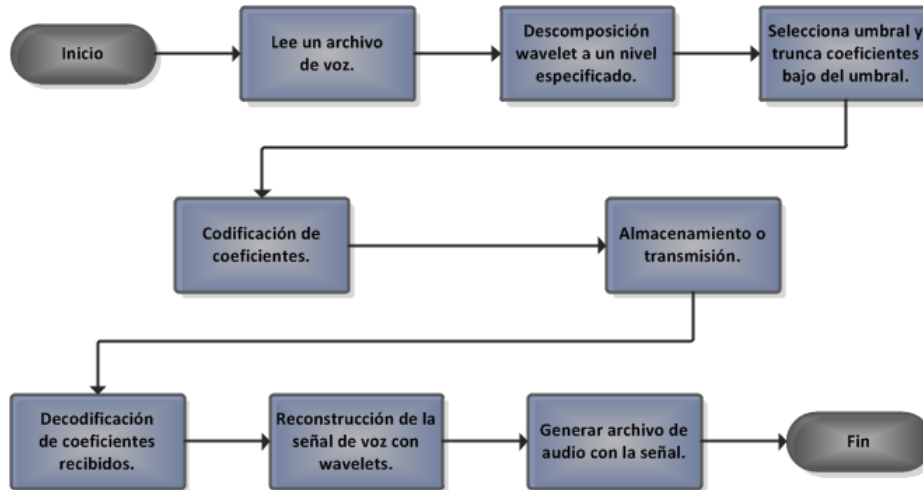 Inicio
Lee un archivo
de voz.
Descomposición
wavelet a un nivel
especificado.
Selecciona umbral y
trunca coeficientes
bajo del umbral.
Codificación de
coeficientes.
Almacenamiento o
transmisión.
Decodificación
de coeficientes
recibidos.
Reconstrucción de la
señal de voz con
wavelets.
Generar archivo de
audio con la señal.
Fin